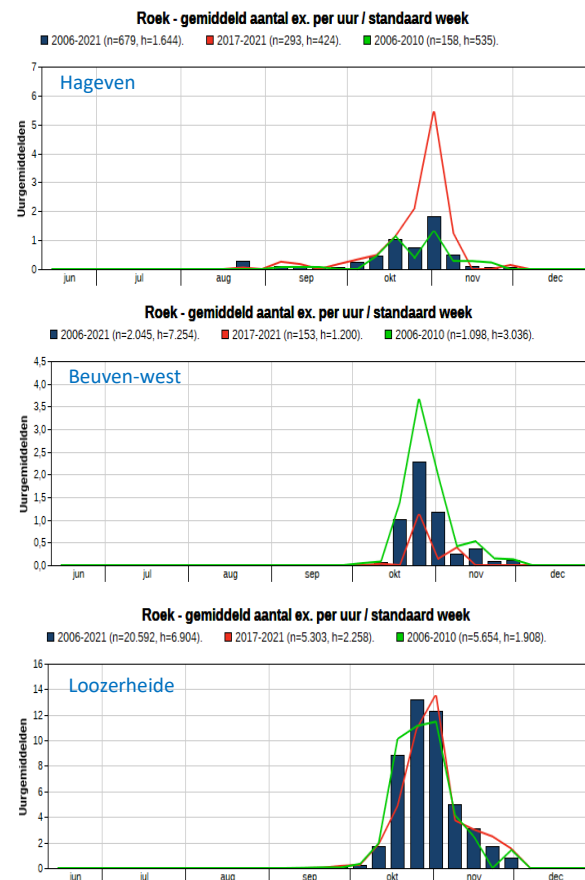 Roek - gemiddeld aantal ex. per uur / standaard week
2006-2021 (n=679, h=1.644). 2017-2021 (n=293, h=424). 2006-2010 (n=158, h=535).
Hageven
Uurgemiddelden
7
6
5
4
3
2
1
0
jun jul aug sep okt nov dec
Roek - gemiddeld aantal ex. per uur / standaard week
2006-2021 (n=2.045, h=7.254). 2017-2021 (n=153, h=1.200). 2006-2010 (n=1.098, h=3.036).
Beuven-west
Uurgemiddelden
4,5
4,0
3,5
3,0
2,5
2,0
1,5
1,0
0,5
0,0
jun jul aug sep okt nov dec
Roek - gemiddeld aantal ex. per uur / standaard week
2006-2021 (n=20.592, h=6.904). 2017-2021 (n=5.303, h=2.258). 2006-2010 (n=5.654, h=1.908).
Loozerheide
Uurgemiddelden
16
14
12
10
8
6
4
2
0
jun jul aug sep okt nov dec